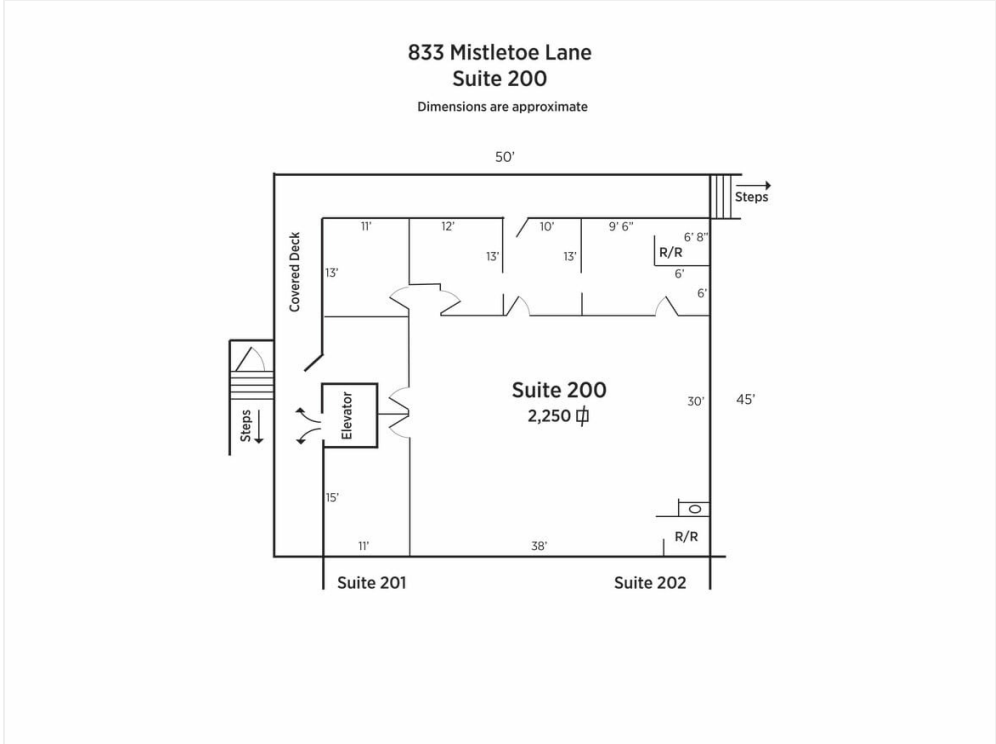 833 Mistletoe Lane
Suite 200
Dimensions are approximate
50'
Steps
11'
12'
10'
9' 6"
6' 8"
R/R
13'
13'
13'
6'
6'
Covered Deck
Suite 200
2,250
30'
45'
Elevator
Steps
15'
R/R
11'
38'
Suite 201
Suite 202